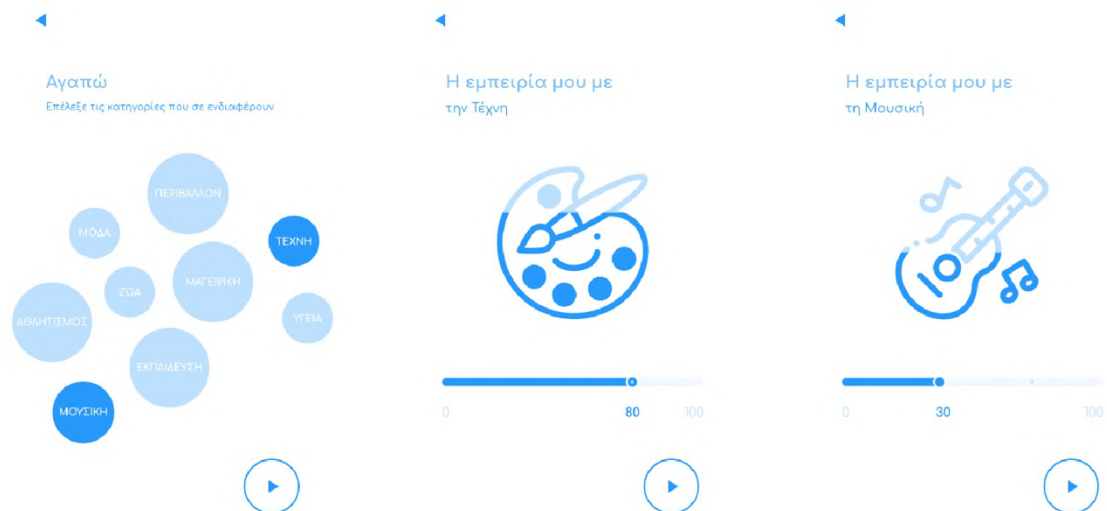 Αγαπώ
Επέλεξε τις κατηγορίες που σε ενδιαφέρουν
ΠΕΡΙΒΑΛΛΟΝ
ΜΟΔΑ
ΤΕΧΝΗ
ΖΩΑ
ΜΑΓΕΙΡΙΚΗ
ΑΘΛΗΤΙΣΜΟΣ
ΥΓΕΙΑ
ΕΚΠΑΙΔΕΥΣΗ
ΜΟΥΣΙΚΗ
Η εμπειρία μου με
την Τέχνη
0 80 100
Η εμπειρία μου με
τη Μουσική
0 30 100